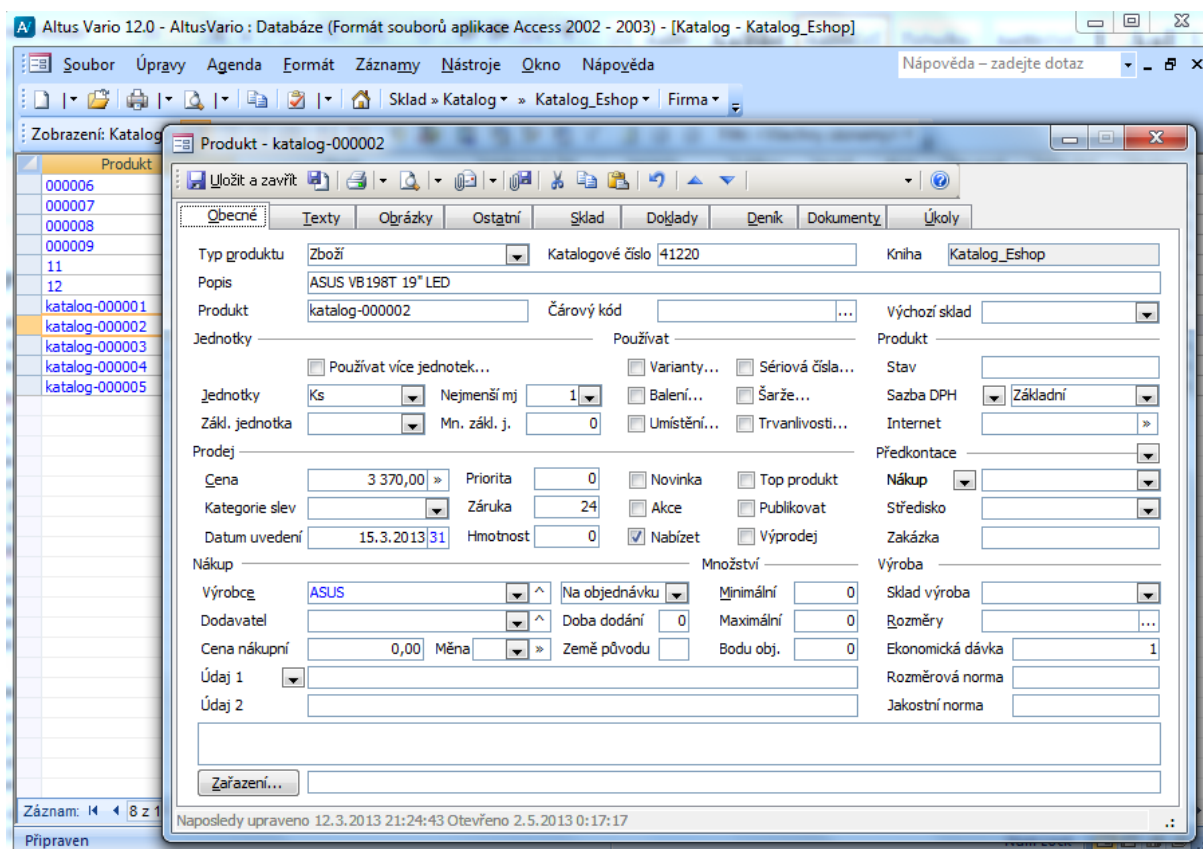 Altus Vario 12.0 - AltusVario : Databáze (Formát souborů aplikace Access 2002 - 2003) - [Katalog - Katalog_Eshop]
Soubor Úpravy Agenda Formát Záznamy Nástroje Okno Nápověda Nápověda – zadejte dotaz
Sklad » Katalog » Katalog_Eshop Firma
Zobrazení: Katalog
Produkt
000006
000007
000008
000009
11
12
katalog-000001
katalog-000002
katalog-000003
katalog-000004
katalog-000005
Záznam: 8 z 1
Připraven
Produkt - katalog-000002
Uložit a zavřít
Obecné Texty Obrázky Ostatní Sklad Doklady Deník Dokumenty Úkoly
Typ produktu Zboží Katalogové číslo 41220 Kniha Katalog_Eshop
Popis ASUS VB198T 19" LED
Produkt katalog-000002 Čárový kód ... Výchozí sklad
Jednotky Používat Produkt
Používat více jednotek... Varianty... Sériová čísla... Stav
Jednotky Ks Nejmenší mj 1 Balení... Šarže... Sazba DPH Základní
Zákl. jednotka Mn. zákl. j. 0 Umístění... Trvanlivosti... Internet »
Prodej Předkontace
Cena 3 370,00 » Priorita 0 Novinka Top produkt Nákup
Kategorie slev Záruka 24 Akce Publikovat Středisko
Datum uvedení 15.3.2013 31 Hmotnost 0 Nabízet Výprodej Zakázka
Nákup Množství Výroba
Výrobce ASUS ^ Na objednávku Minimální 0 Sklad výroba
Dodavatel ^ Doba dodání 0 Maximální 0 Rozměry ...
Cena nákupní 0,00 Měna » Země původu Bodu obj. 0 Ekonomická dávka 1
Údaj 1 Rozměrová norma
Údaj 2 Jakostní norma
Zařazení...
Naposledy upraveno 12.3.2013 21:24:43 Otevřeno 2.5.2013 0:17:17